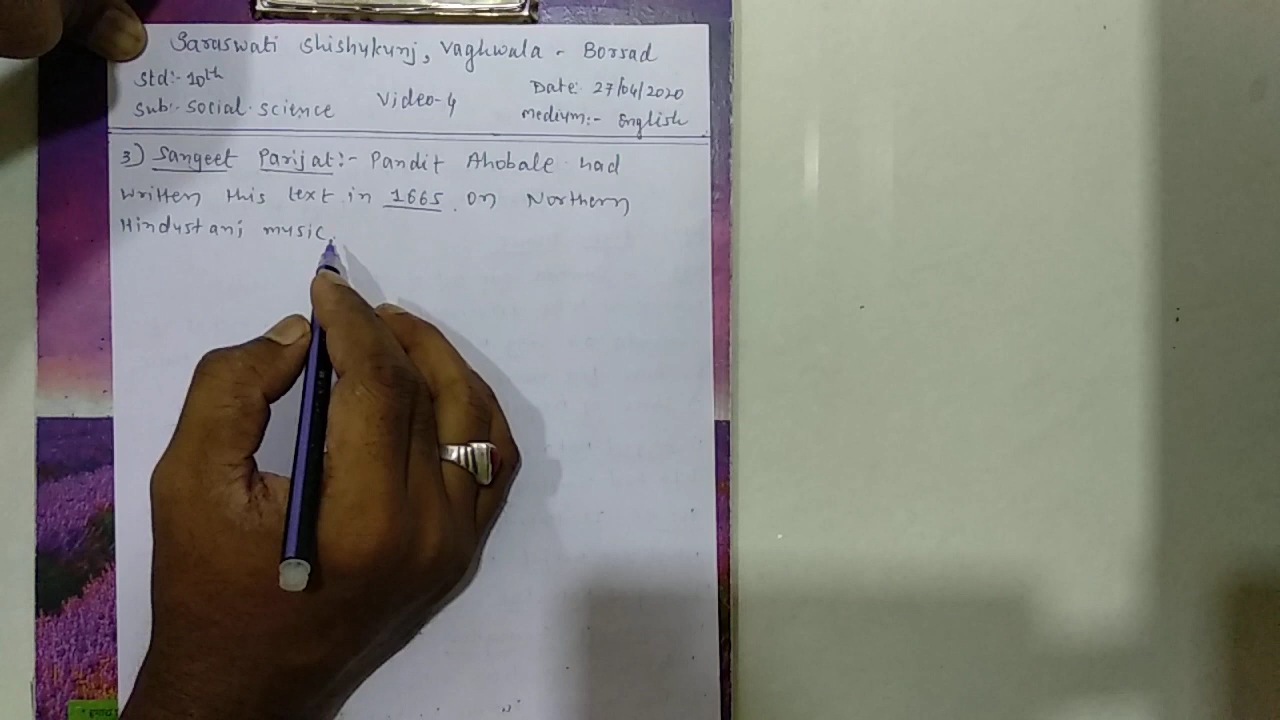 Saraswati Shishukunj, Vaghwala - Borsad
Std:- 10th
Date: 27/04/2020
Sub:- Social science
Video-4
Medium:- English
3) Sangeet Parijat:- Pandit Ahobale had
written this text in 1665 on Northern
Hindustani music.